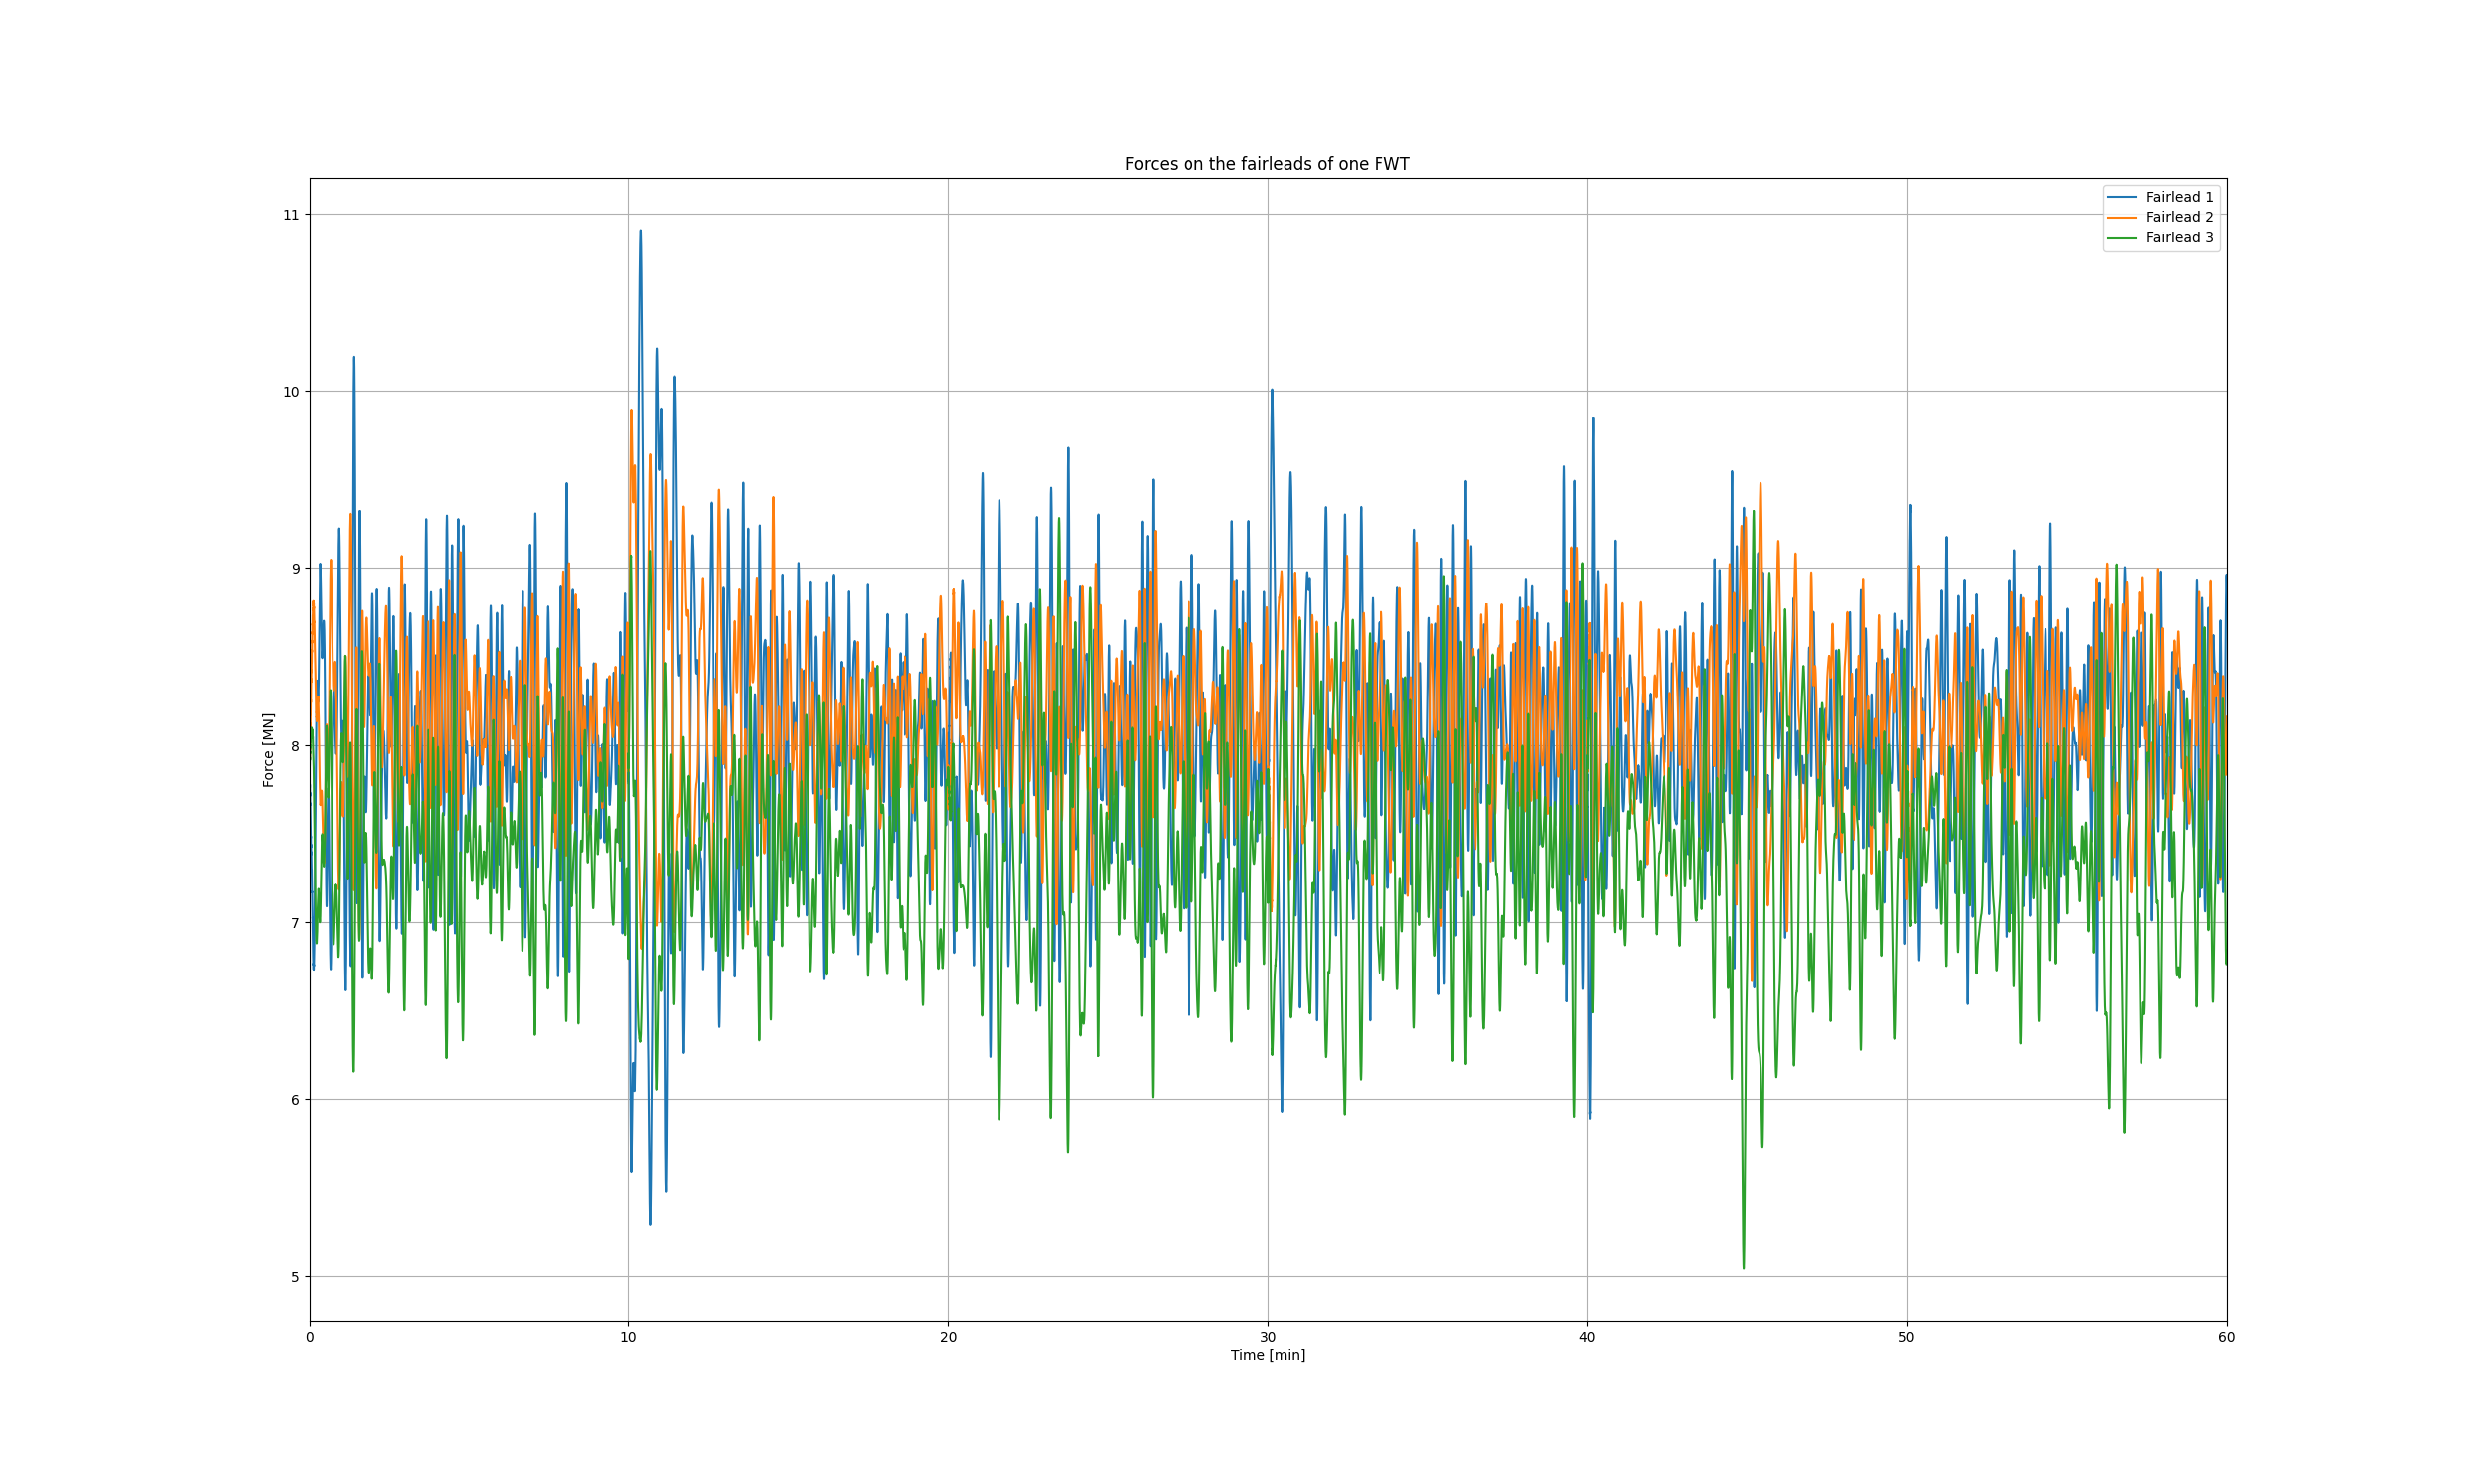 Forces on the fairleads of one FWT
Fairlead 1
Fairlead 2
Fairlead 3
Force [MN]
11
10
9
8
7
6
5
0 10 20 30 40 50 60
Time [min]